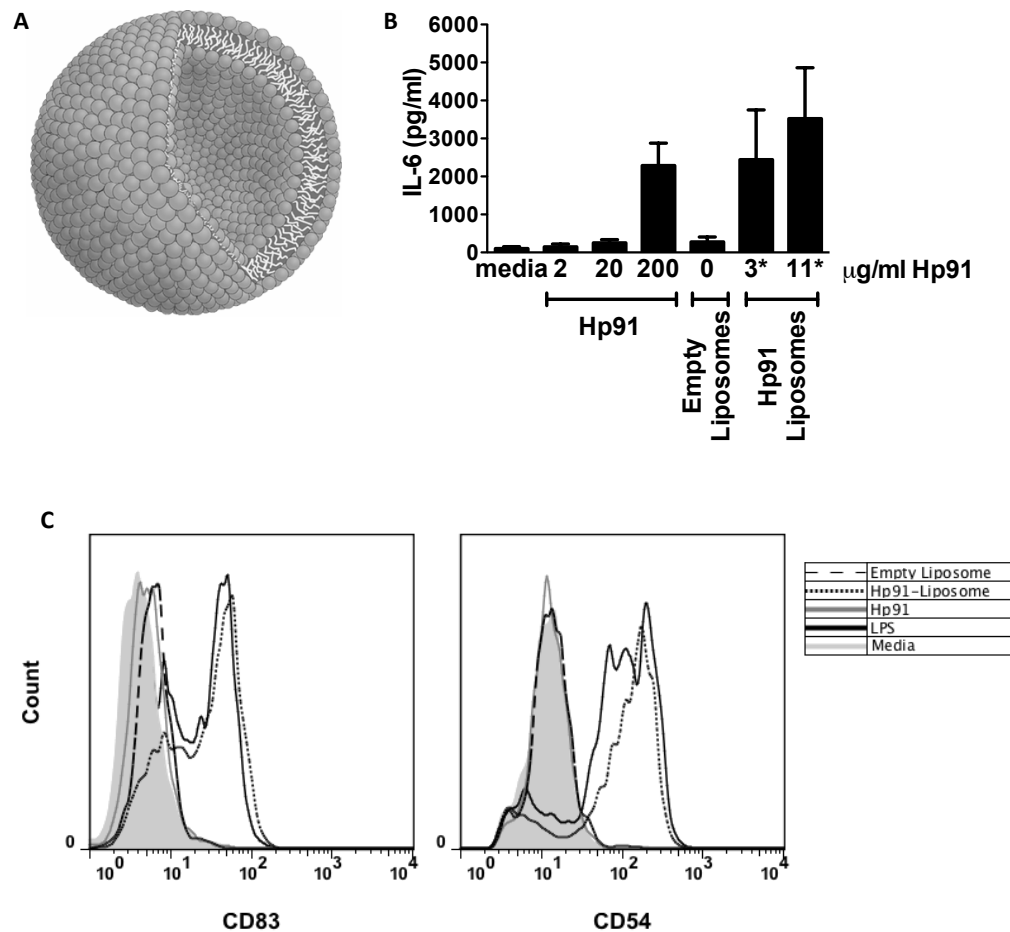 A
B
IL-6 (pg/ml)
6000
5000
4000
3000
2000
1000
0
media 2 20 200 0 3* 11* μg/ml Hp91
Hp91
Empty
Liposomes
Hp91
Liposomes
C
Count
0
10⁰ 10¹ 10² 10³ 10⁴
CD83
0
10⁰ 10¹ 10² 10³ 10⁴
CD54
Empty Liposome
Hp91-Liposome
Hp91
LPS
Media